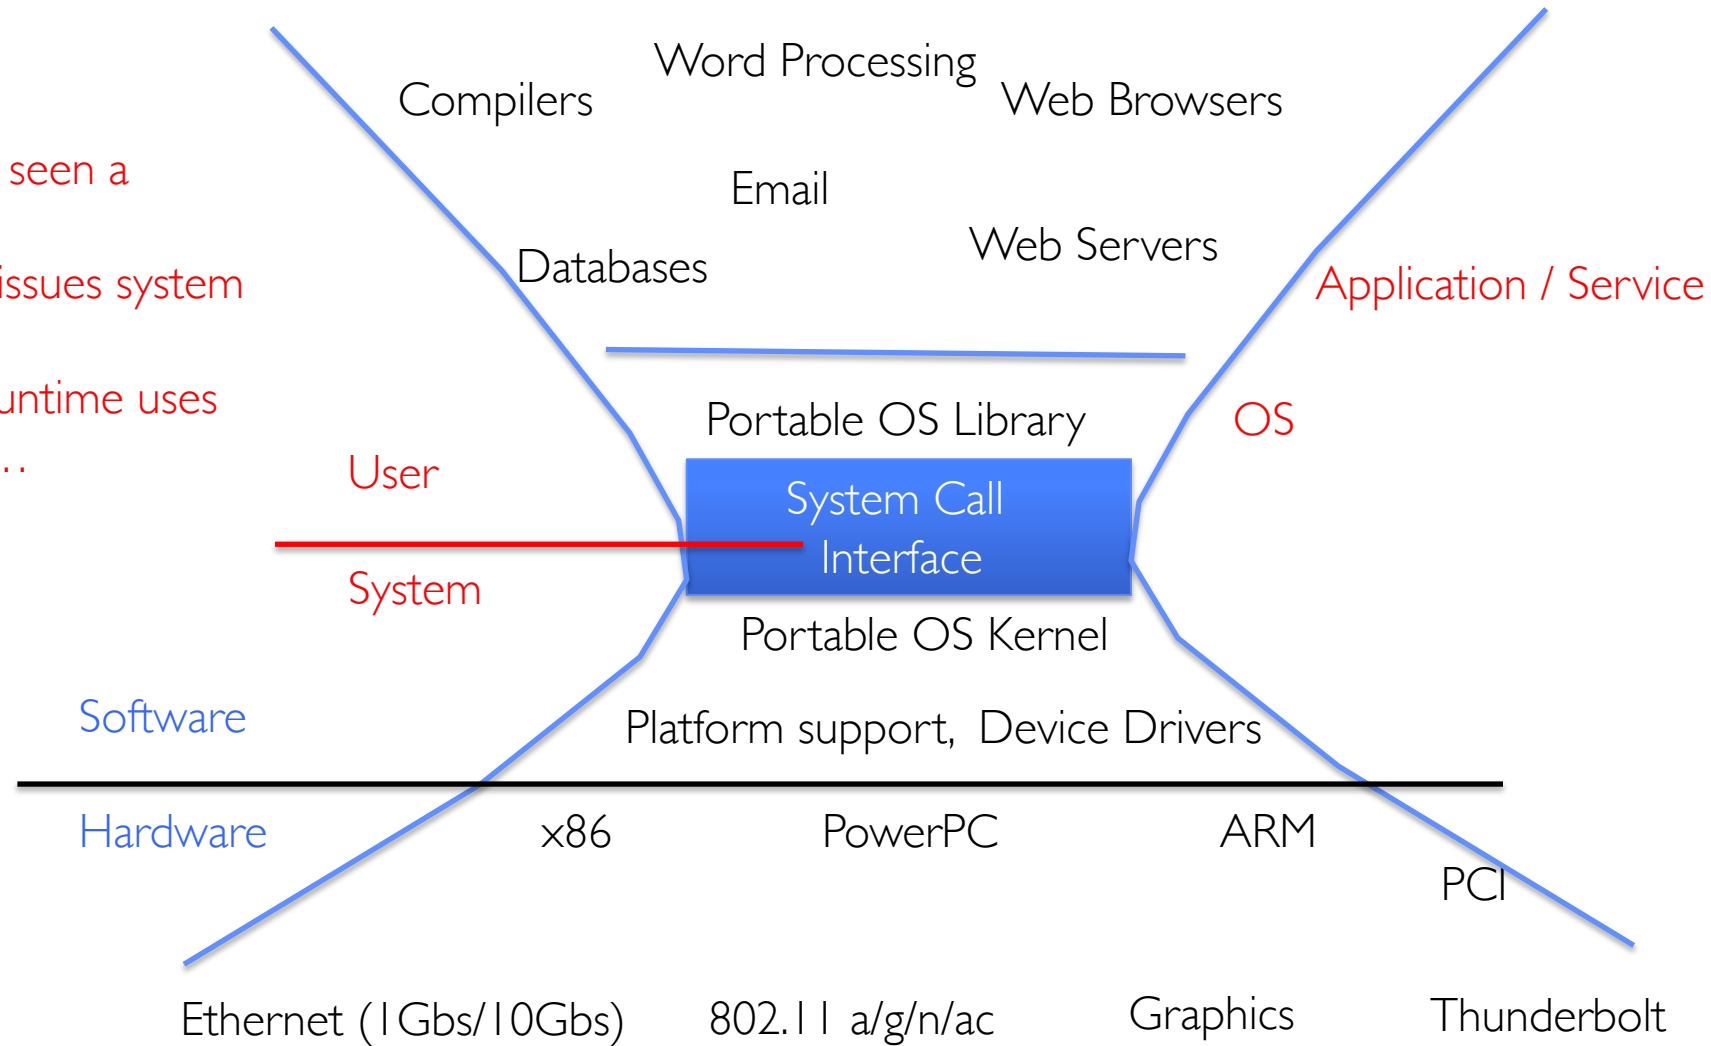 Word Processing
Compilers
Web Browsers
seen a
Email
Web Servers
Databases
issues system
Application / Service
untime uses
Portable OS Library
OS
…
User
System Call
Interface
System
Portable OS Kernel
Software
Platform support, Device Drivers
Hardware
x86
PowerPC
ARM
PCI
Ethernet (1Gbs/10Gbs)
802.11 a/g/n/ac
Graphics
Thunderbolt